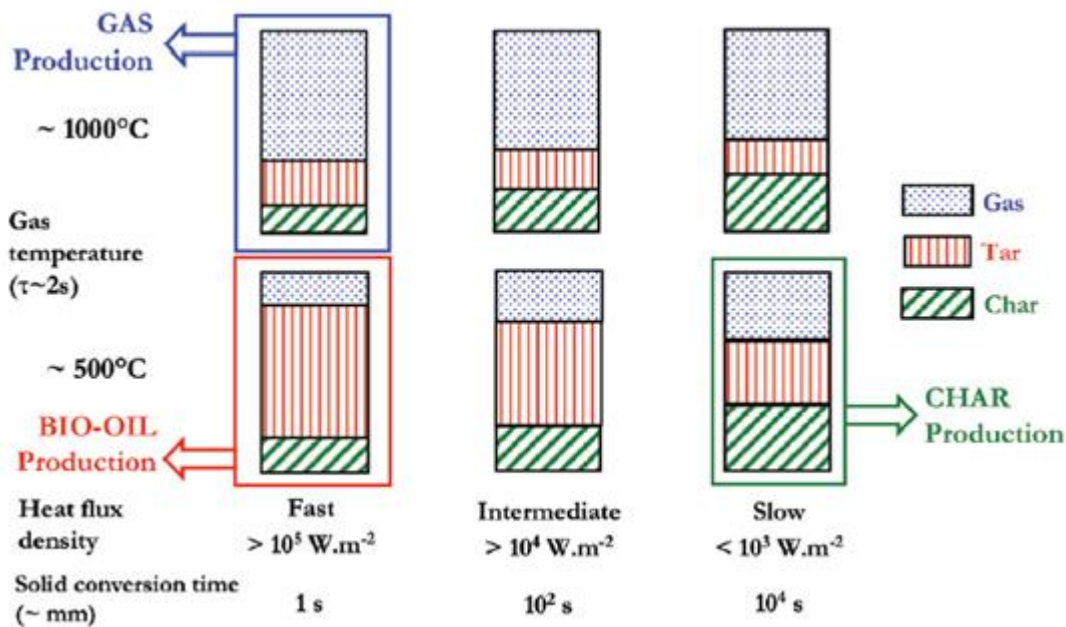 GAS
Production
~ 1000°C
Gas
temperature
(τ~2s)
~ 500°C
BIO-OIL
Production
Gas
Tar
Char
CHAR
Production
Heat flux
density
Fast
> 10⁵ W.m⁻²
Intermediate
> 10⁴ W.m⁻²
Slow
< 10³ W.m⁻²
Solid conversion time
(~ mm)
1 s
10² s
10⁴ s